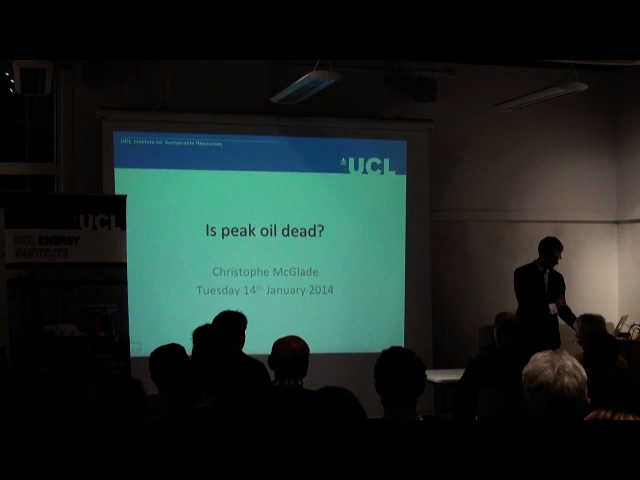 UCL Institute for Sustainable Resources
UCL
Is peak oil dead?
Christophe McGlade
Tuesday 14th January 2014
UCL
UCL ENERGY
INSTITUTE